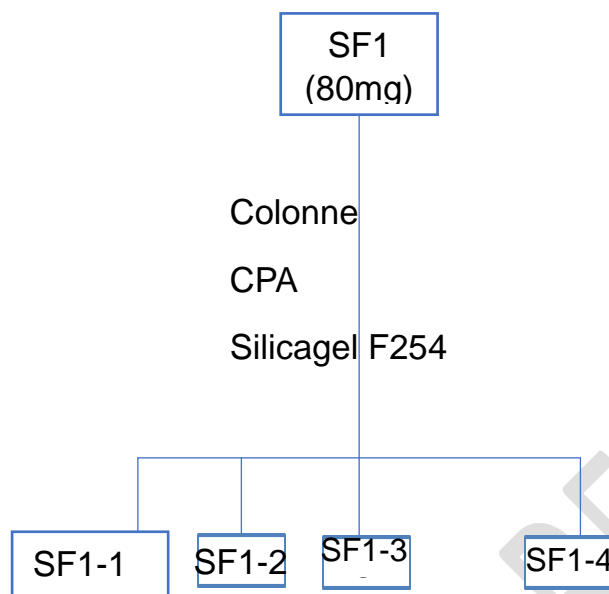 SF1
(80mg)
Colonne
CPA
Silicagel F254
SF1-1
SF1-2
SF1-3
SF1-4